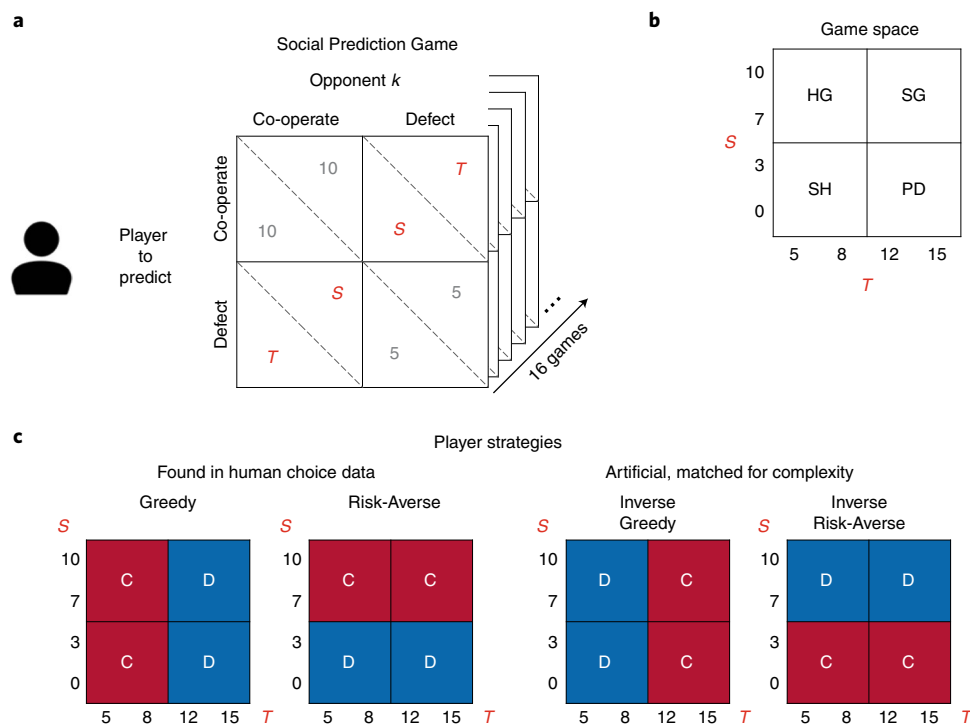 a
Social Prediction Game
Opponent k
Co-operate Defect
Co-operate
Defect
Player
to
predict
10
10
T
S
S
T
5
5
...
16 games
b
Game space
S
10
7
3
0
HG SG
SH PD
5 8 12 15
T
c
Player strategies
Found in human choice data
Artificial, matched for complexity
Greedy
S
10
7
3
0
C D
C D
5 8 12 15 T
Risk-Averse
S
10
7
3
0
C C
D D
5 8 12 15 T
Inverse
Greedy
S
10
7
3
0
D C
D C
5 8 12 15 T
Inverse
Risk-Averse
S
10
7
3
0
D D
C C
5 8 12 15 T